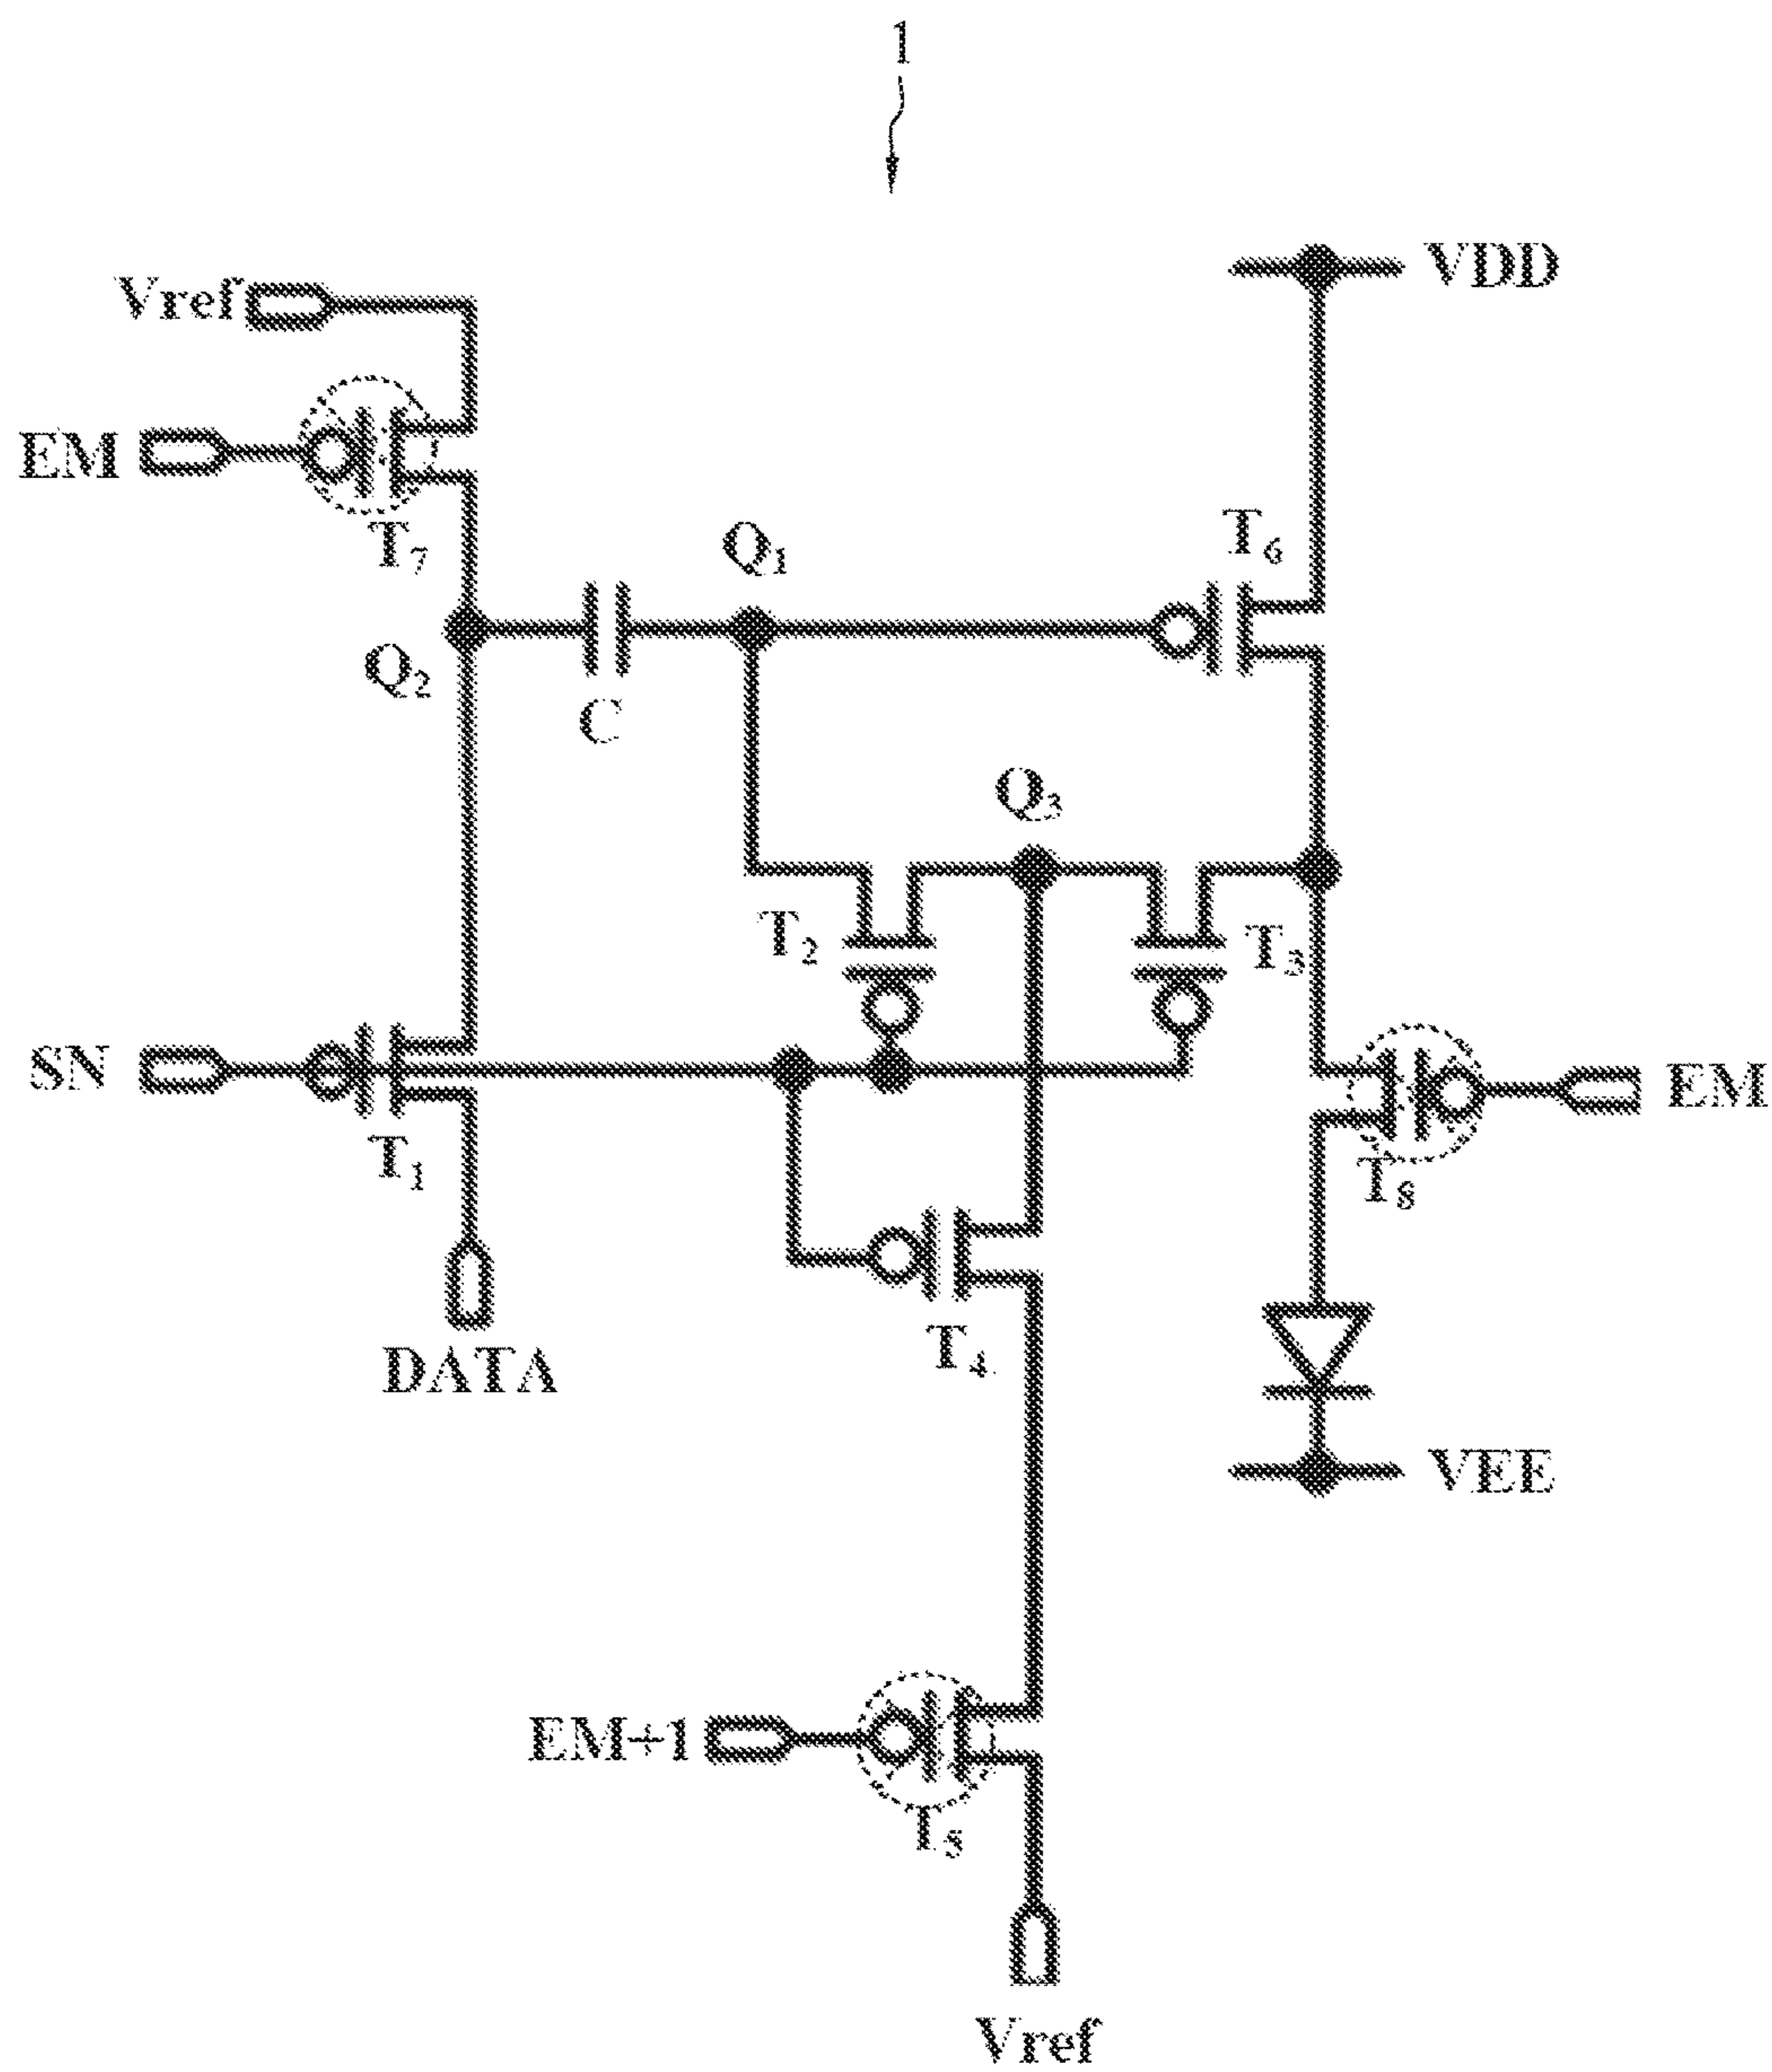 1
VDD
Vref
EM
T7
Q1
T6
Q2
C
Q3
T2
T3
SN
EM
T1
T8
T4
DATA
VEE
EM+1
T5
Vref